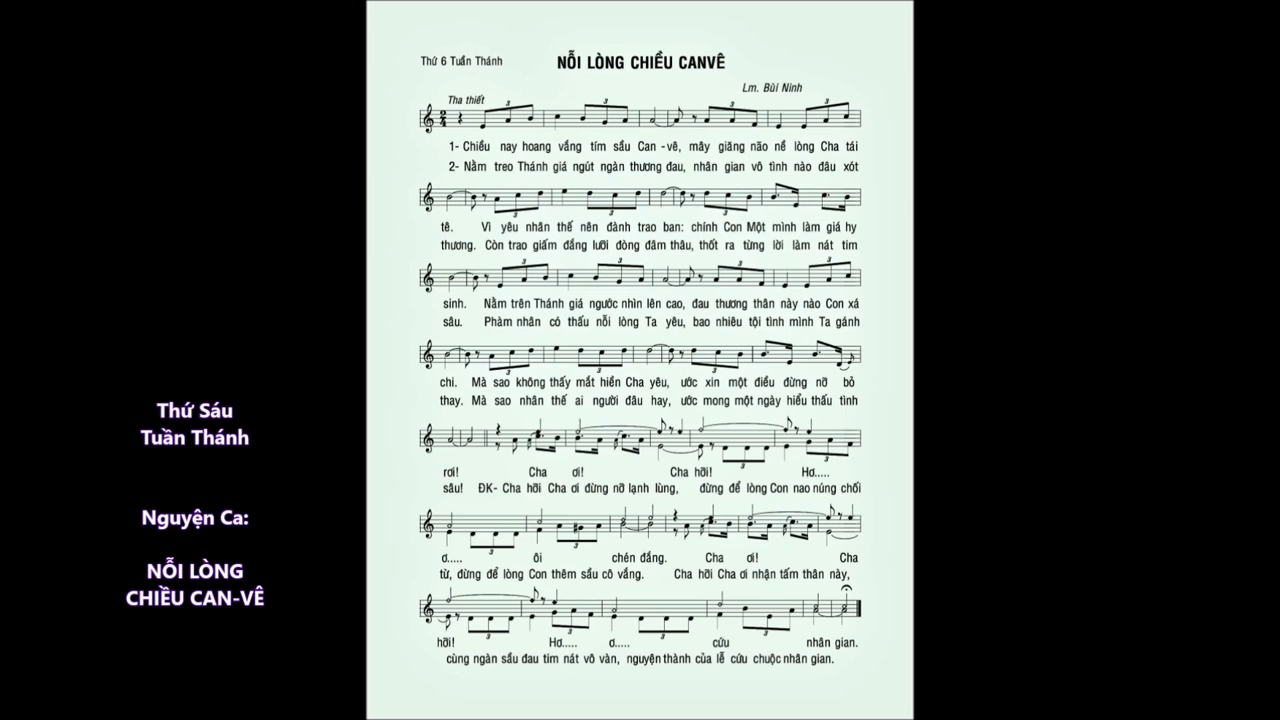 Thứ 6 Tuần Thánh
NỖI LÒNG CHIỀU CANVÊ
Lm. Bùi Ninh
Tha thiết
1- Chiều nay hoang vắng tím sầu Can -vê, mây giăng não nề lòng Cha tái
2- Nằm treo Thánh giá ngút ngàn thương đau, nhân gian vô tình nào đâu xót
tê. Vì yêu nhân thế nên đành trao ban: chính Con Một mình làm giá hy
thương. Còn trao giấm đắng lưỡi đòng đâm thâu, thốt ra từng lời làm nát tim
sinh. Nằm trên Thánh giá ngước nhìn lên cao, đau thương thân này nào Con xá
sâu. Phàm nhân có thấu nỗi lòng Ta yêu, bao nhiêu tội tình mình Ta gánh
chi. Mà sao không thấy mắt hiền Cha yêu, ước xin một điều đừng nỡ bỏ
thay. Mà sao nhân thế ai người đâu hay, ước mong một ngày hiểu thấu tình
rơi! Cha ơi! Cha hỡi! Hơ.....
sâu! ĐK- Cha hỡi Cha ơi đừng nỡ lạnh lùng, đừng để lòng Con nao núng chối
ơ..... ôi chén đắng. Cha ơi! Cha
từ, đừng để lòng Con thêm sầu cô vắng. Cha hỡi Cha ơi nhận tấm thân này,
hỡi! Hơ..... ơ..... cứu nhân gian.
cùng ngàn sầu đau tim nát võ vàn, nguyện thành của lễ cứu chuộc nhân gian.
Thứ Sáu
Tuần Thánh
Nguyện Ca:
NỖI LÒNG
CHIỀU CAN-VÊ